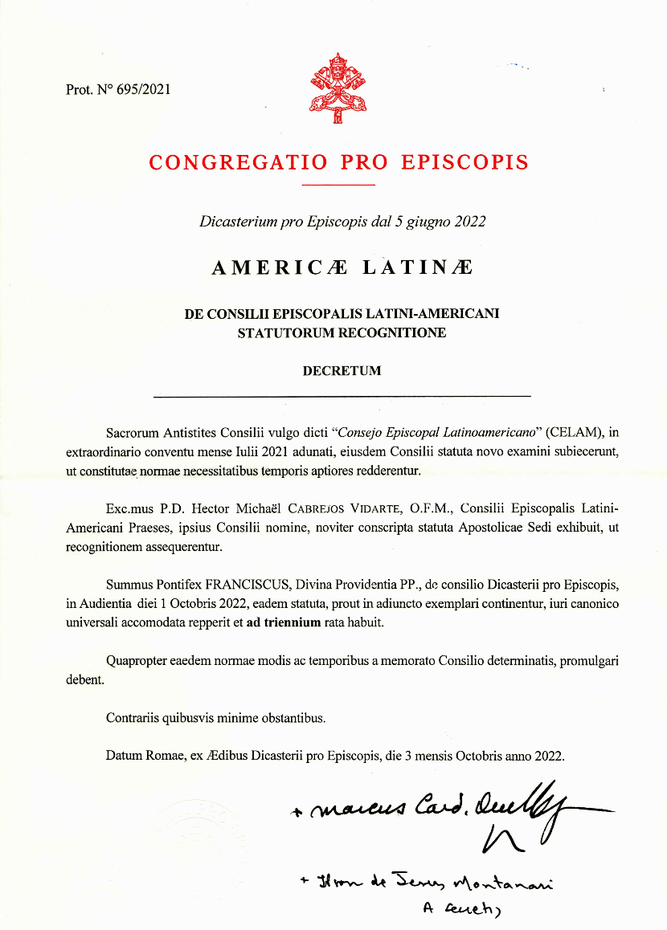 Prot. N° 695/2021
CONGREGATIO PRO EPISCOPIS
Dicasterium pro Episcopis dal 5 giugno 2022
AMERICÆ LATINÆ
DE CONSILII EPISCOPALIS LATINI-AMERICANI
STATUTORUM RECOGNITIONE
DECRETUM
Sacrorum Antistites Consilii vulgo dicti “Consejo Episcopal Latinoamericano” (CELAM), in
extraordinario conventu mense Iulii 2021 adunati, eiusdem Consilii statuta novo examini subiecerunt,
ut constitutae normae necessitatibus temporis aptiores redderentur.
Exc.mus P.D. Hector Michaël CABREJOS VIDARTE, O.F.M., Consilii Episcopalis Latini-
Americani Praeses, ipsius Consilii nomine, noviter conscripta statuta Apostolicae Sedi exhibuit, ut
recognitionem assequerentur.
Summus Pontifex FRANCISCUS, Divina Providentia PP., de consilio Dicasterii pro Episcopis,
in Audientia diei 1 Octobris 2022, eadem statuta, prout in adiuncto exemplari continentur, iuri canonico
universali accomodata repperit et ad triennium rata habuit.
Quapropter eaedem normae modis ac temporibus a memorato Consilio determinatis, promulgari
debent.
Contrariis quibusvis minime obstantibus.
Datum Romae, ex Ædibus Dicasterii pro Episcopis, die 3 mensis Octobris anno 2022.
+ Marcus Card.
+ Ilson de Jesus Montanari